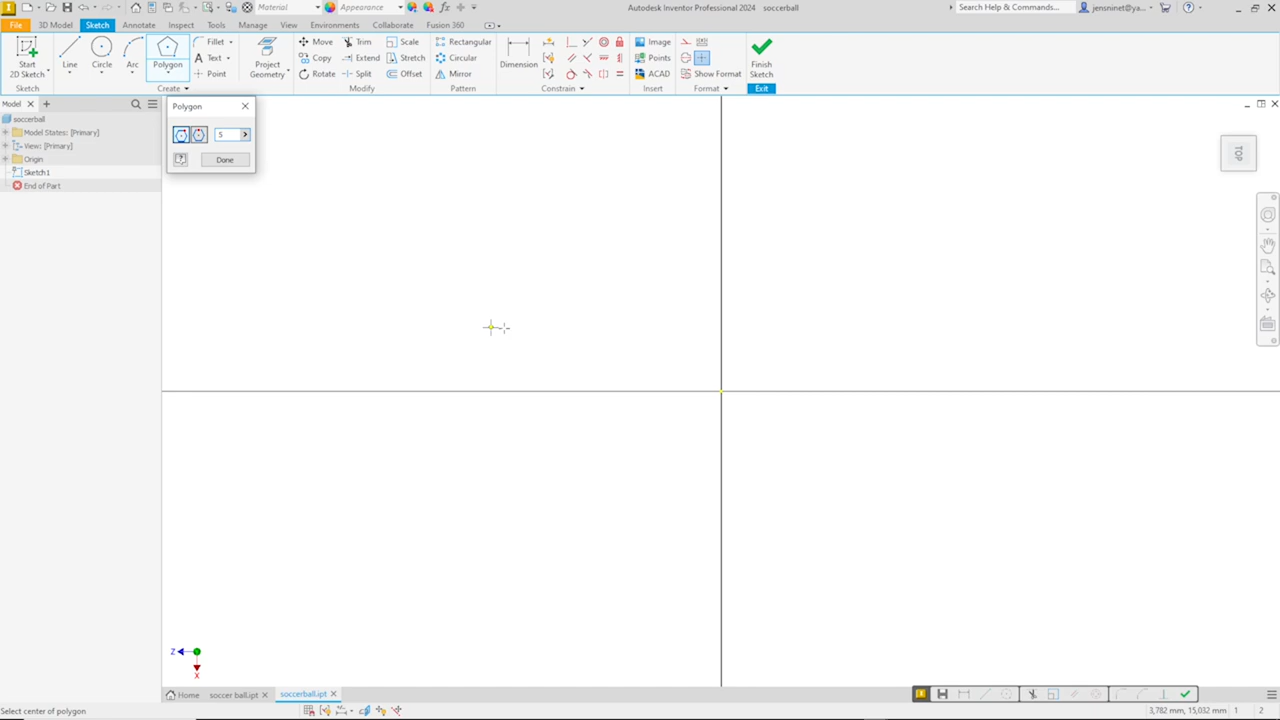 Material
Appearance
Autodesk Inventor Professional 2024 soccerball
Search Help & Commands...
jensninet@ya...
File 3D Model Sketch Annotate Inspect Tools Manage View Environments Collaborate Fusion 360
Start
2D Sketch
Line
Circle
Arc
Polygon
Fillet
Text
Point
Project
Geometry
Move
Copy
Rotate
Trim
Extend
Split
Scale
Stretch
Offset
Rectangular
Circular
Mirror
Dimension
Image
Points
ACAD
Show Format
Finish
Sketch
Sketch Create Modify Pattern Constrain Insert Format Exit
Model
soccerball
Model States: [Primary]
View: [Primary]
Origin
Sketch1
End of Part
Polygon
5
Done
TOP
Z
X
Home soccer ball.ipt soccerball.ipt
Select center of polygon
3,782 mm, 15,032 mm 1 2